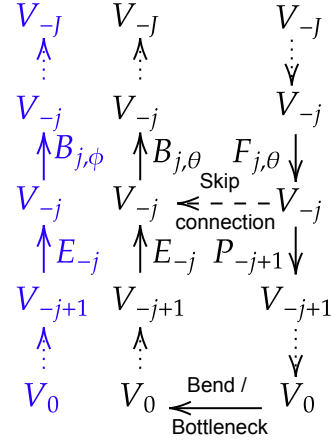 V_{-J} V_{-J} V_{-J}
V_{-j} V_{-j} V_{-j}
B_{j,ϕ} B_{j,θ} F_{j,θ}
Skip
V_{-j} V_{-j} V_{-j}
connection
E_{-j} E_{-j} P_{-j+1}
V_{-j+1} V_{-j+1} V_{-j+1}
Bend /
V_0 V_0 V_0
Bottleneck